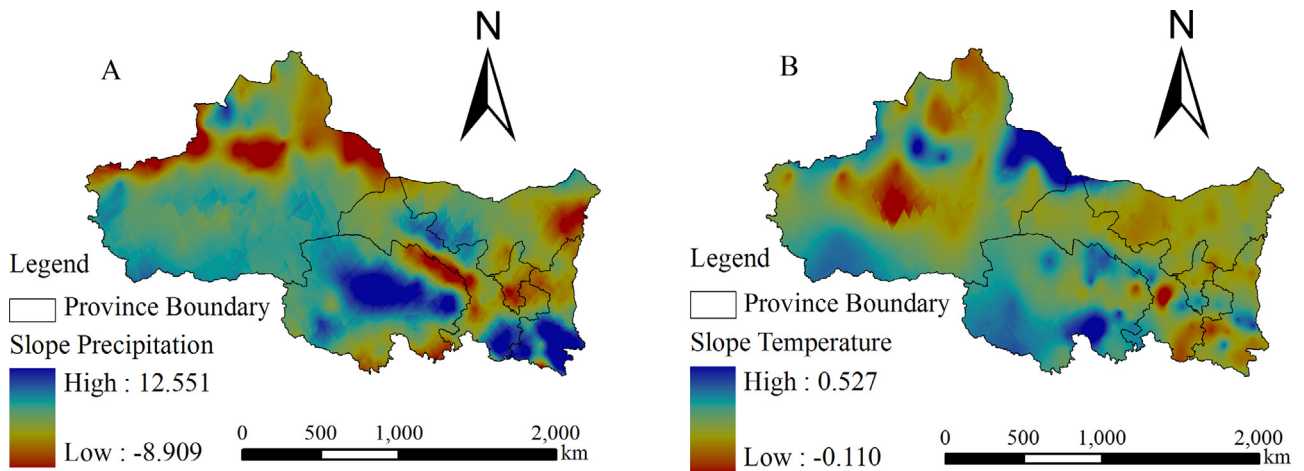 N
A
Legend
Province Boundary
Slope Precipitation
High : 12.551
Low : -8.909
0 500 1,000 2,000
km
N
B
Legend
Province Boundary
Slope Temperature
High : 0.527
Low : -0.110
0 500 1,000 2,000
km